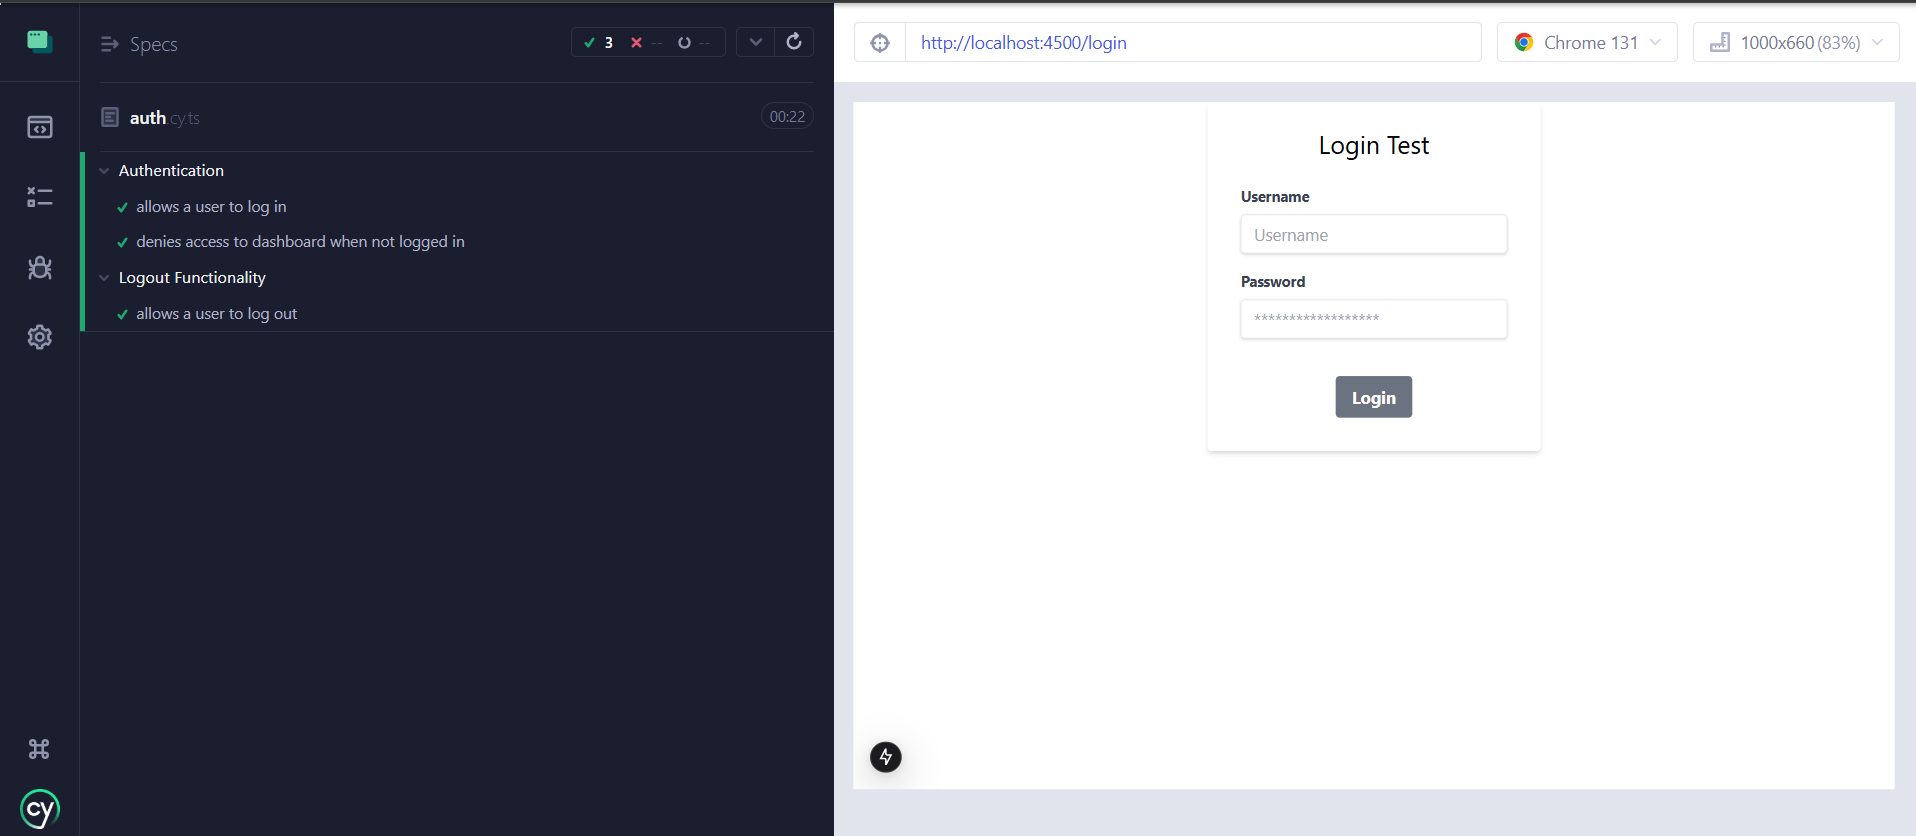 Specs
3 -- --
auth.cy.ts
00:22
Authentication
allows a user to log in
denies access to dashboard when not logged in
Logout Functionality
allows a user to log out
cy
http://localhost:4500/login
Chrome 131
1000x660 (83%)
Login Test
Username
Username
Password
******************
Login